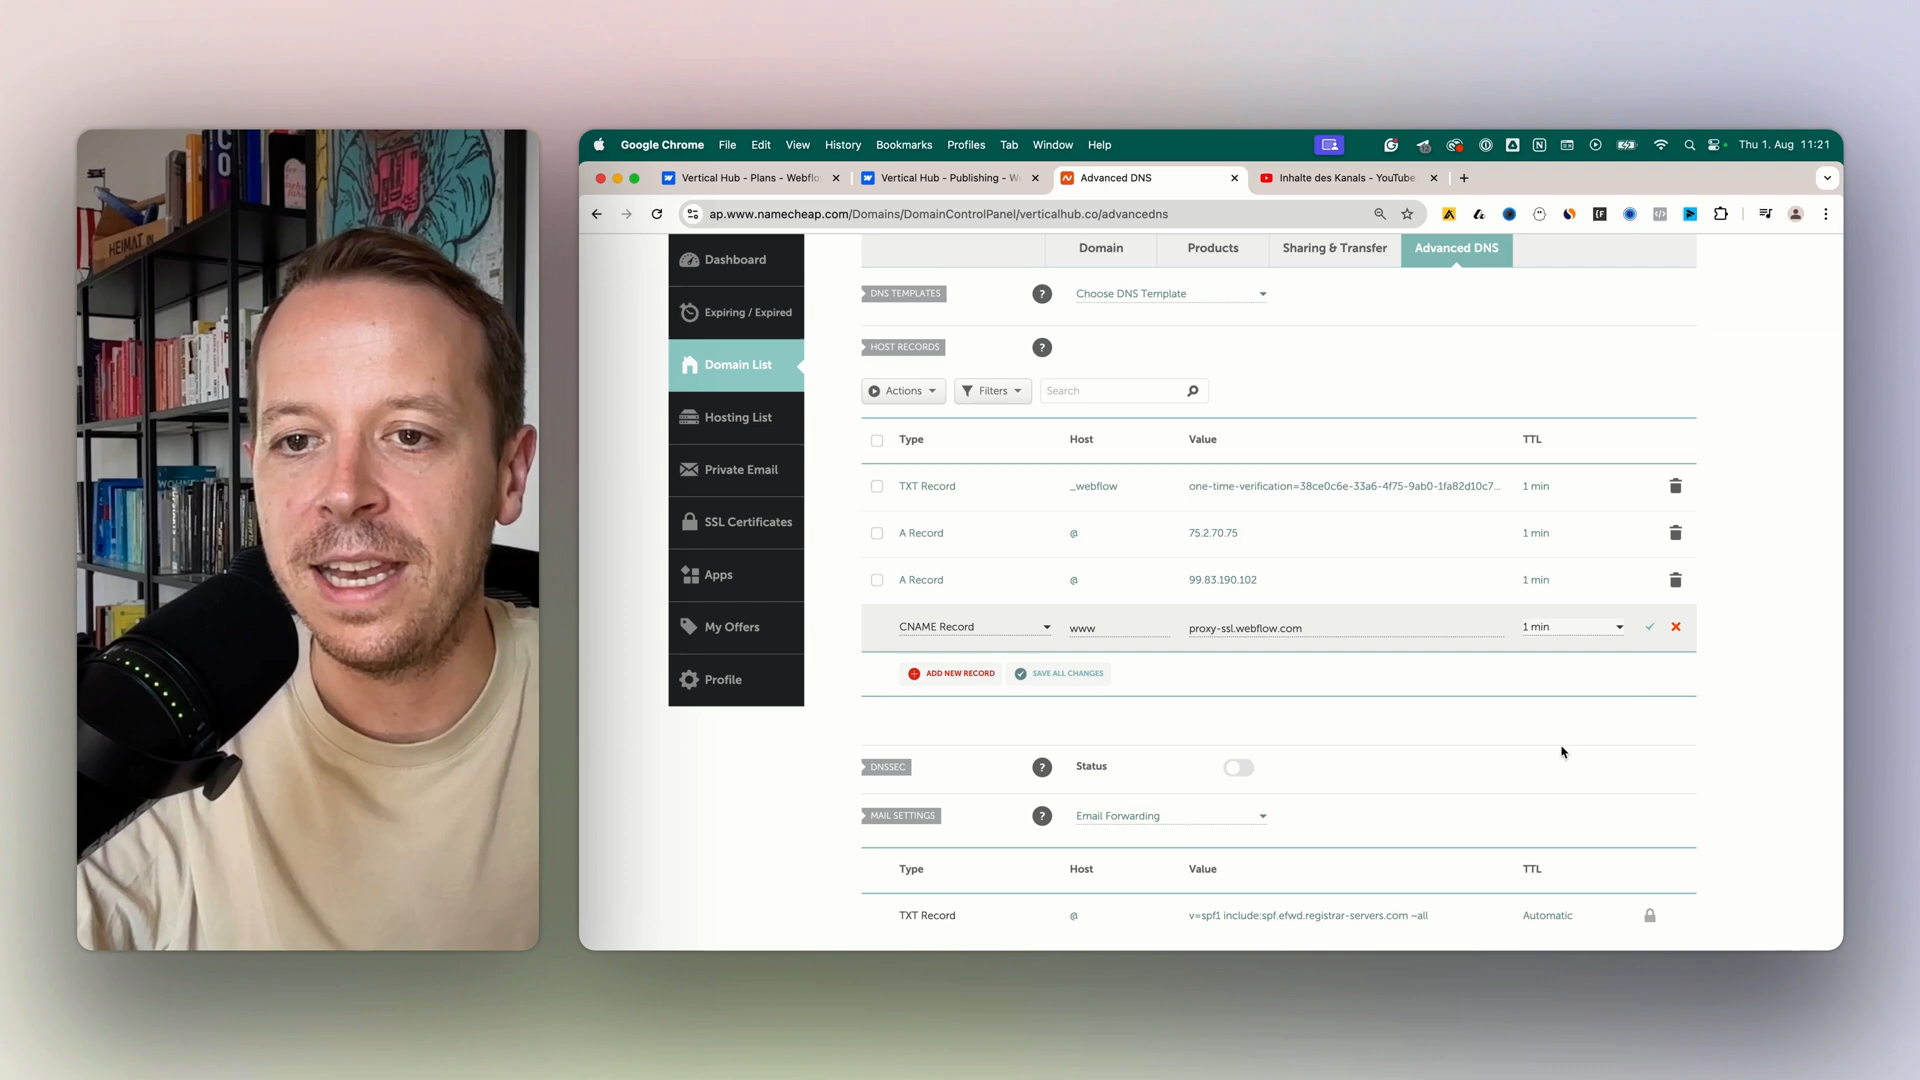 HEIMAT IN
Google Chrome File Edit View History Bookmarks Profiles Tab Window Help Thu 1. Aug 11:21
Vertical Hub - Plans - Webflo
Vertical Hub - Publishing - W
Advanced DNS
Inhalte des Kanals - YouTube
ap.www.namecheap.com/Domains/DomainControlPanel/verticalhub.co/advancedns
Dashboard
Expiring / Expired
Domain List
Hosting List
Private Email
SSL Certificates
Apps
My Offers
Profile
Domain Products Sharing & Transfer Advanced DNS
DNS TEMPLATES ? Choose DNS Template
HOST RECORDS ?
Actions Filters Search
Type Host Value TTL
TXT Record _webflow one-time-verification=38ce0c6e-33a6-4f75-9ab0-1fa82d10c7... 1 min
A Record @ 75.2.70.75 1 min
A Record @ 99.83.190.102 1 min
CNAME Record www proxy-ssl.webflow.com 1 min
ADD NEW RECORD SAVE ALL CHANGES
DNSSEC ? Status
MAIL SETTINGS ? Email Forwarding
Type Host Value TTL
TXT Record @ v=spf1 include:spf.efwd.registrar-servers.com ~all Automatic